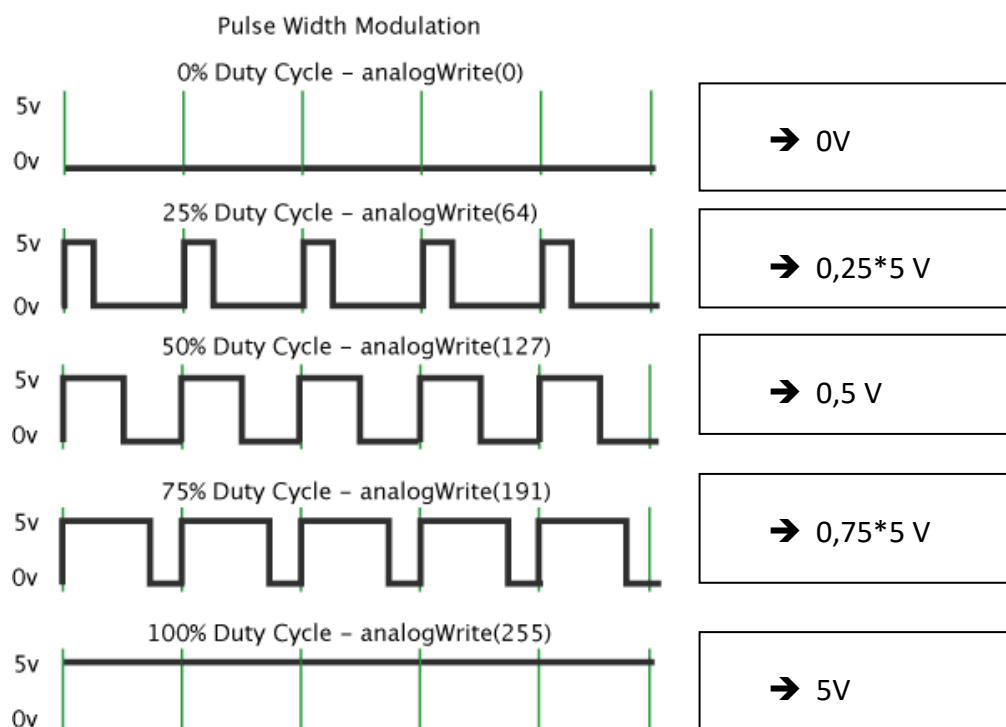 Pulse Width Modulation
0% Duty Cycle – analogWrite(0)
5v
0v
➔ 0V
25% Duty Cycle – analogWrite(64)
5v
0v
➔ 0,25*5 V
50% Duty Cycle – analogWrite(127)
5v
0v
➔ 0,5 V
75% Duty Cycle – analogWrite(191)
5v
0v
➔ 0,75*5 V
100% Duty Cycle – analogWrite(255)
5v
0v
➔ 5V